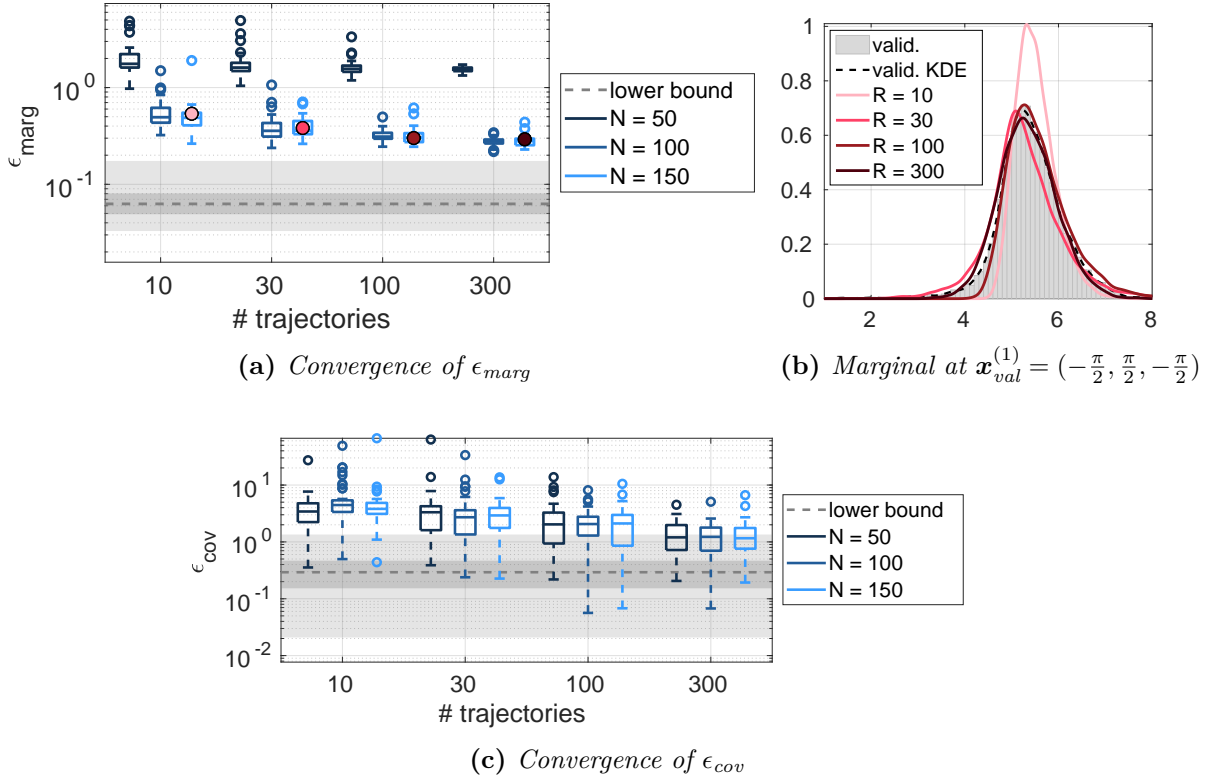 10^0
10^{-1}
ϵ_marg
10
30
100
300
# trajectories
lower bound
N = 50
N = 100
N = 150
(a) Convergence of ϵ_marg
1
0.8
0.6
0.4
0.2
0
valid.
valid. KDE
R = 10
R = 30
R = 100
R = 300
2
4
6
8
(b) Marginal at x_val^(1) = (−π/2, π/2, −π/2)
10^1
10^0
10^{-1}
10^{-2}
ϵ_cov
10
30
100
300
# trajectories
lower bound
N = 50
N = 100
N = 150
(c) Convergence of ϵ_cov